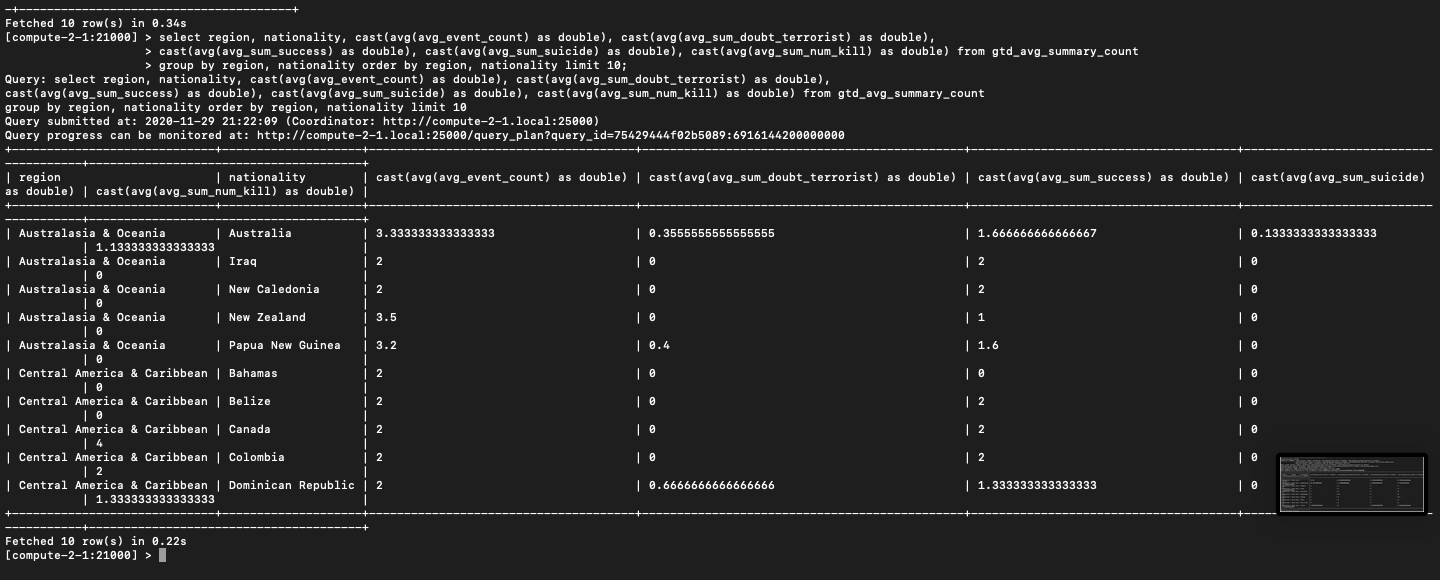 -+---------------------------------------+
Fetched 10 row(s) in 0.34s
[compute-2-1:21000] > select region, nationality, cast(avg(avg_event_count) as double), cast(avg(avg_sum_doubt_terrorist) as double),
                    > cast(avg(avg_sum_success) as double), cast(avg(avg_sum_suicide) as double), cast(avg(avg_sum_num_kill) as double) from gtd_avg_summary_count
                    > group by region, nationality order by region, nationality limit 10;
Query: select region, nationality, cast(avg(avg_event_count) as double), cast(avg(avg_sum_doubt_terrorist) as double),
cast(avg(avg_sum_success) as double), cast(avg(avg_sum_suicide) as double), cast(avg(avg_sum_num_kill) as double) from gtd_avg_summary_count
group by region, nationality order by region, nationality limit 10
Query submitted at: 2020-11-29 21:22:09 (Coordinator: http://compute-2-1.local:25000)
Query progress can be monitored at: http://compute-2-1.local:25000/query_plan?query_id=75429444f02b5089:6916144200000000
| region                      | nationality        | cast(avg(avg_event_count) as double) | cast(avg(avg_sum_doubt_terrorist) as double) | cast(avg(avg_sum_success) as double) | cast(avg(avg_sum_suicide)
as double) | cast(avg(avg_sum_num_kill) as double) |
| Australasia & Oceania       | Australia          | 3.333333333333333                    | 0.3555555555555555                           | 1.666666666666667                    | 0.1333333333333333
           | 1.133333333333333                     |
| Australasia & Oceania       | Iraq               | 2                                    | 0                                            | 2                                    | 0
           | 0                                     |
| Australasia & Oceania       | New Caledonia      | 2                                    | 0                                            | 2                                    | 0
           | 0                                     |
| Australasia & Oceania       | New Zealand        | 3.5                                  | 0                                            | 1                                    | 0
           | 0                                     |
| Australasia & Oceania       | Papua New Guinea   | 3.2                                  | 0.4                                          | 1.6                                  | 0
           | 0                                     |
| Central America & Caribbean | Bahamas            | 2                                    | 0                                            | 0                                    | 0
           | 0                                     |
| Central America & Caribbean | Belize             | 2                                    | 0                                            | 2                                    | 0
           | 0                                     |
| Central America & Caribbean | Canada             | 2                                    | 0                                            | 2                                    | 0
           | 4                                     |
| Central America & Caribbean | Colombia           | 2                                    | 0                                            | 2                                    | 0
           | 2                                     |
| Central America & Caribbean | Dominican Republic | 2                                    | 0.6666666666666666                           | 1.333333333333333                    | 0
           | 1.333333333333333                     |
Fetched 10 row(s) in 0.22s
[compute-2-1:21000] >